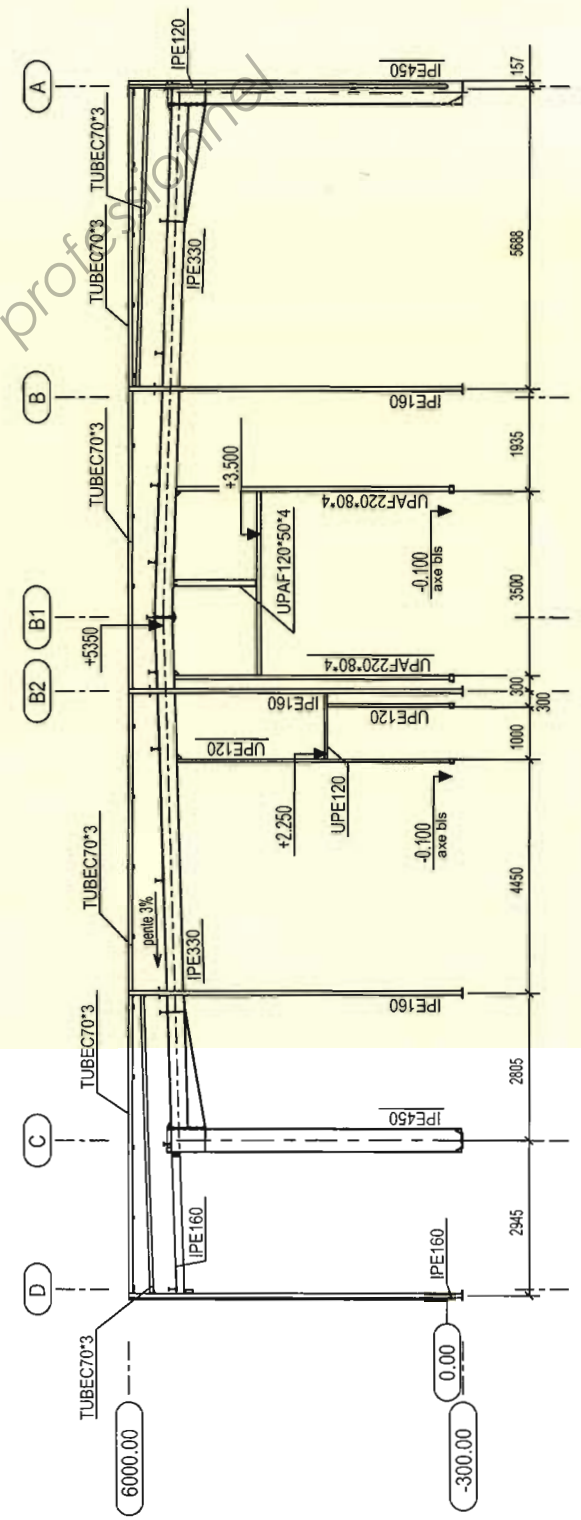 D
C
B2
B1
B
A
TUBEC70*3
TUBEC70*3
TUBEC70*3
TUBEC70*3
TUBEC70*3
TUBEC70*3
professionnel
6000.00
pente 3%
+5350
IPE120
IPE160
IPE330
IPE330
+3.500
UPAF120*50*4
UPE120
IPE160
+2.250
UPE120
UPE120
UPAF220*80*4
UPAF220*80*4
IPE450
IPE160
IPE160
IPE450
-0.100
axe bls
-0.100
axe bls
IPE160
0.00
-300.00
2945
2805
4450
1000
300
300
3500
1935
5688
157